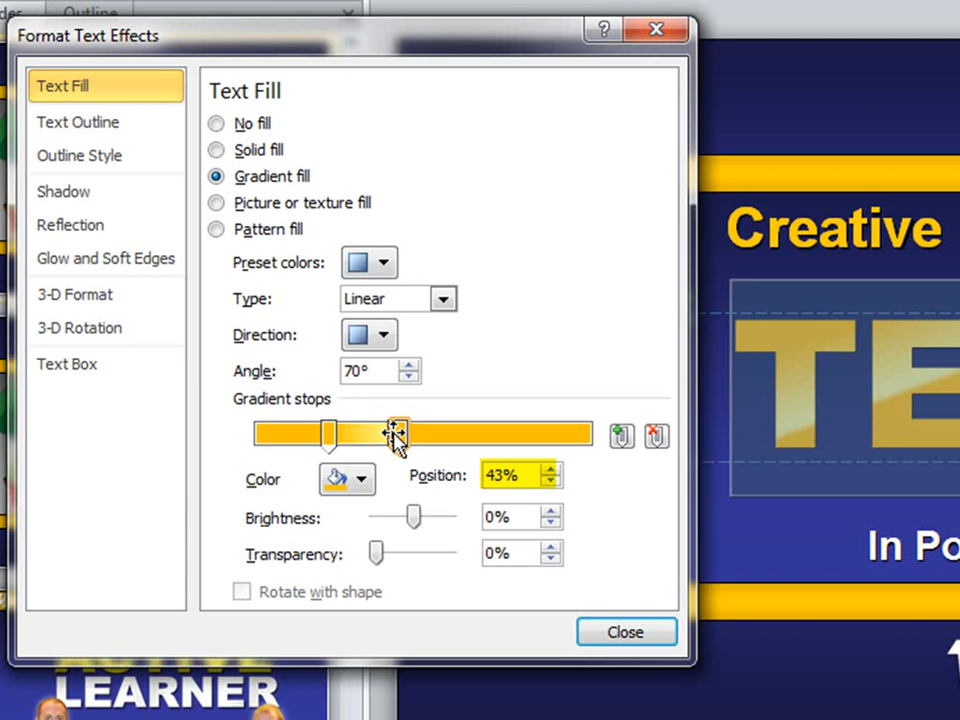 Outline
Format Text Effects
?
Text Fill
Text Outline
Outline Style
Shadow
Reflection
Glow and Soft Edges
3-D Format
3-D Rotation
Text Box
Text Fill
No fill
Solid fill
Gradient fill
Picture or texture fill
Pattern fill
Preset colors:
Type: Linear
Direction:
Angle: 70°
Gradient stops
Color
Position: 43%
Brightness: 0%
Transparency: 0%
Rotate with shape
Close
Creative
TE
In Po
LEARNER